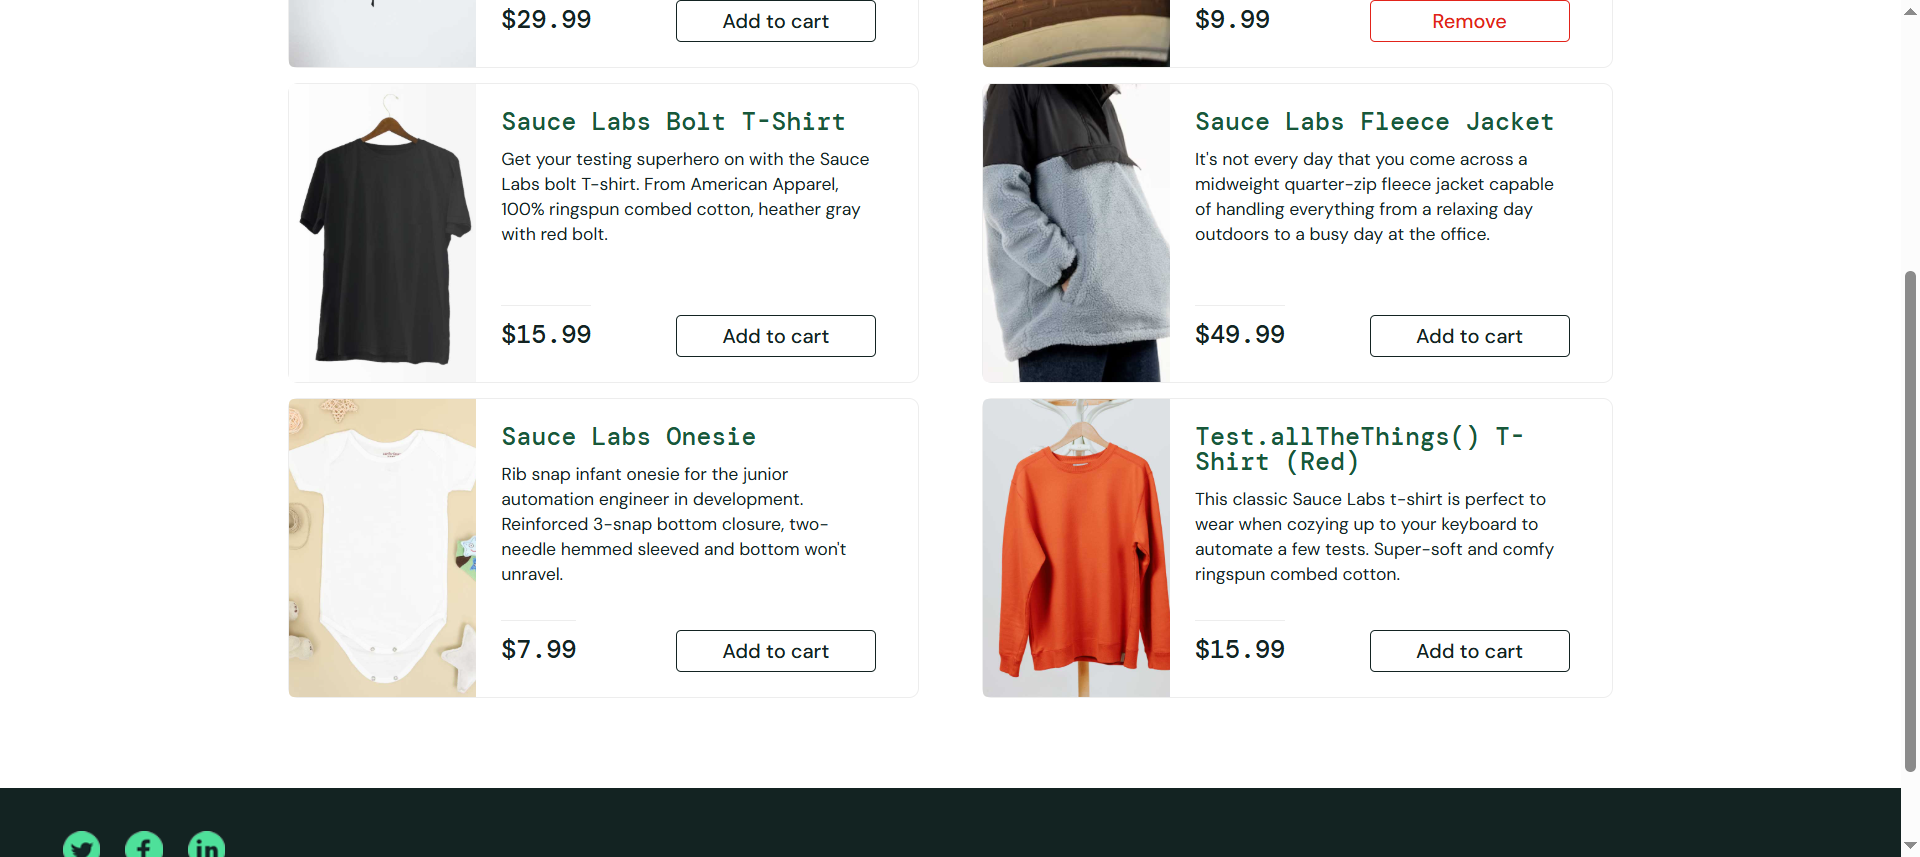 $29.99
Add to cart
$9.99
Remove
Sauce Labs Bolt T-Shirt
Get your testing superhero on with the Sauce
Labs bolt T-shirt. From American Apparel,
100% ringspun combed cotton, heather gray
with red bolt.
$15.99
Add to cart
Sauce Labs Fleece Jacket
It's not every day that you come across a
midweight quarter-zip fleece jacket capable
of handling everything from a relaxing day
outdoors to a busy day at the office.
$49.99
Add to cart
Sauce Labs Onesie
Rib snap infant onesie for the junior
automation engineer in development.
Reinforced 3-snap bottom closure, two-
needle hemmed sleeved and bottom won't
unravel.
$7.99
Add to cart
Test.allTheThings() T-
Shirt (Red)
This classic Sauce Labs t-shirt is perfect to
wear when cozying up to your keyboard to
automate a few tests. Super-soft and comfy
ringspun combed cotton.
$15.99
Add to cart